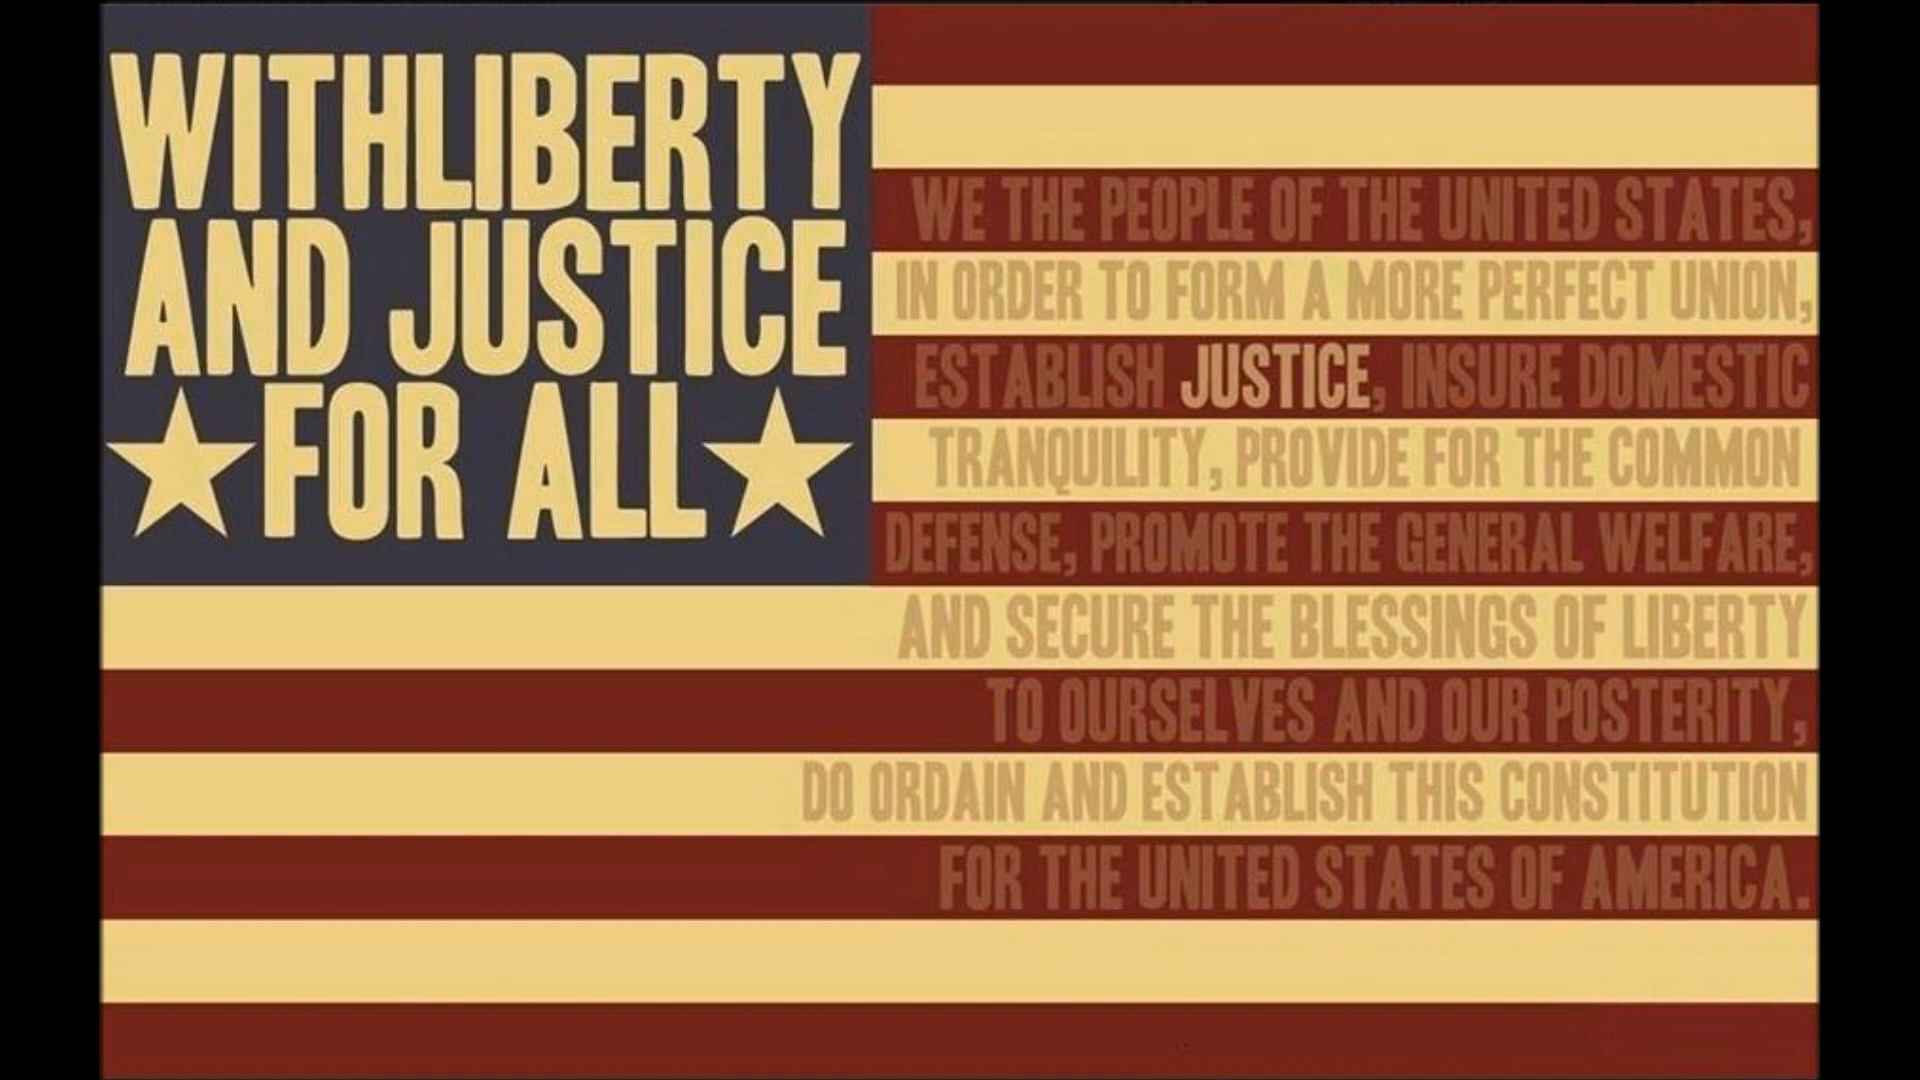 WITHLIBERTY
AND JUSTICE
FOR ALL
WE THE PEOPLE OF THE UNITED STATES,
IN ORDER TO FORM A MORE PERFECT UNION,
ESTABLISH JUSTICE, INSURE DOMESTIC
TRANQUILITY, PROVIDE FOR THE COMMON
DEFENSE, PROMOTE THE GENERAL WELFARE,
AND SECURE THE BLESSINGS OF LIBERTY
TO OURSELVES AND OUR POSTERITY,
DO ORDAIN AND ESTABLISH THIS CONSTITUTION
FOR THE UNITED STATES OF AMERICA.